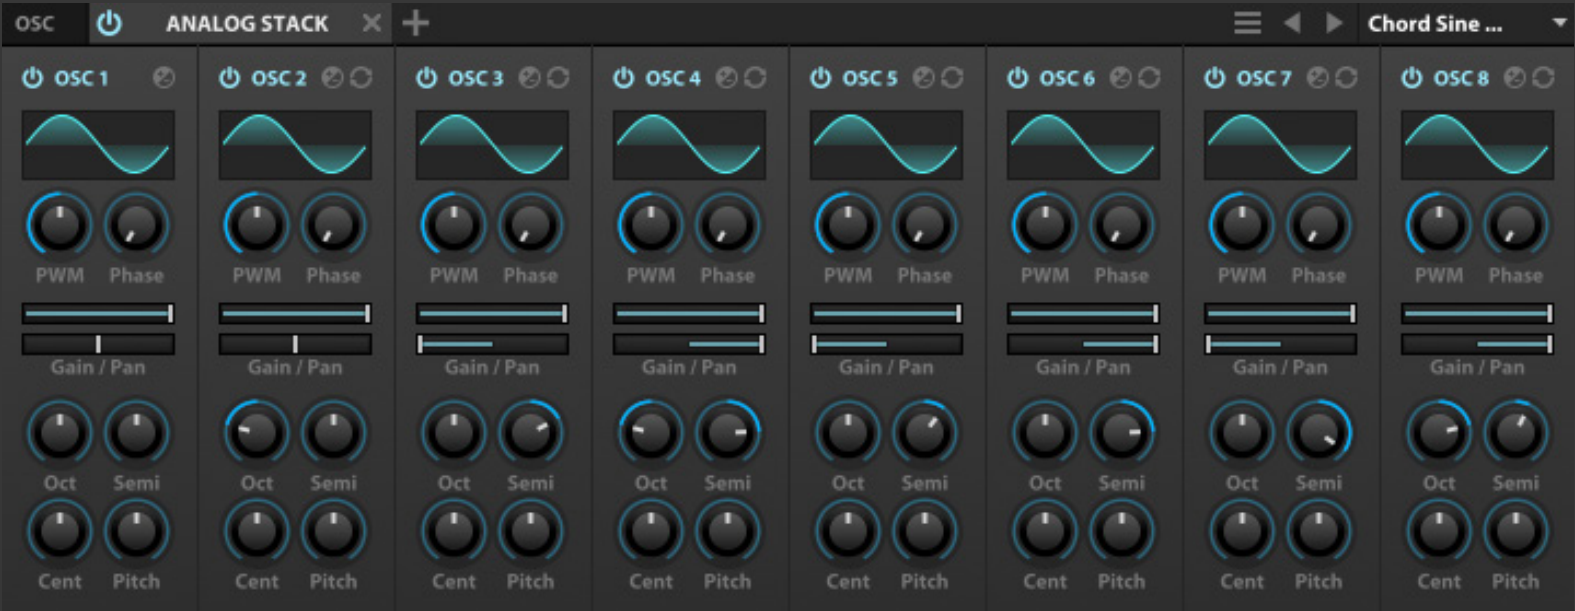 OSC ANALOG STACK Chord Sine ...
OSC 1 OSC 2 OSC 3 OSC 4 OSC 5 OSC 6 OSC 7 OSC 8
PWM Phase PWM Phase PWM Phase PWM Phase PWM Phase PWM Phase PWM Phase PWM Phase
Gain / Pan Gain / Pan Gain / Pan Gain / Pan Gain / Pan Gain / Pan Gain / Pan Gain / Pan
Oct Semi Oct Semi Oct Semi Oct Semi Oct Semi Oct Semi Oct Semi Oct Semi
Cent Pitch Cent Pitch Cent Pitch Cent Pitch Cent Pitch Cent Pitch Cent Pitch Cent Pitch